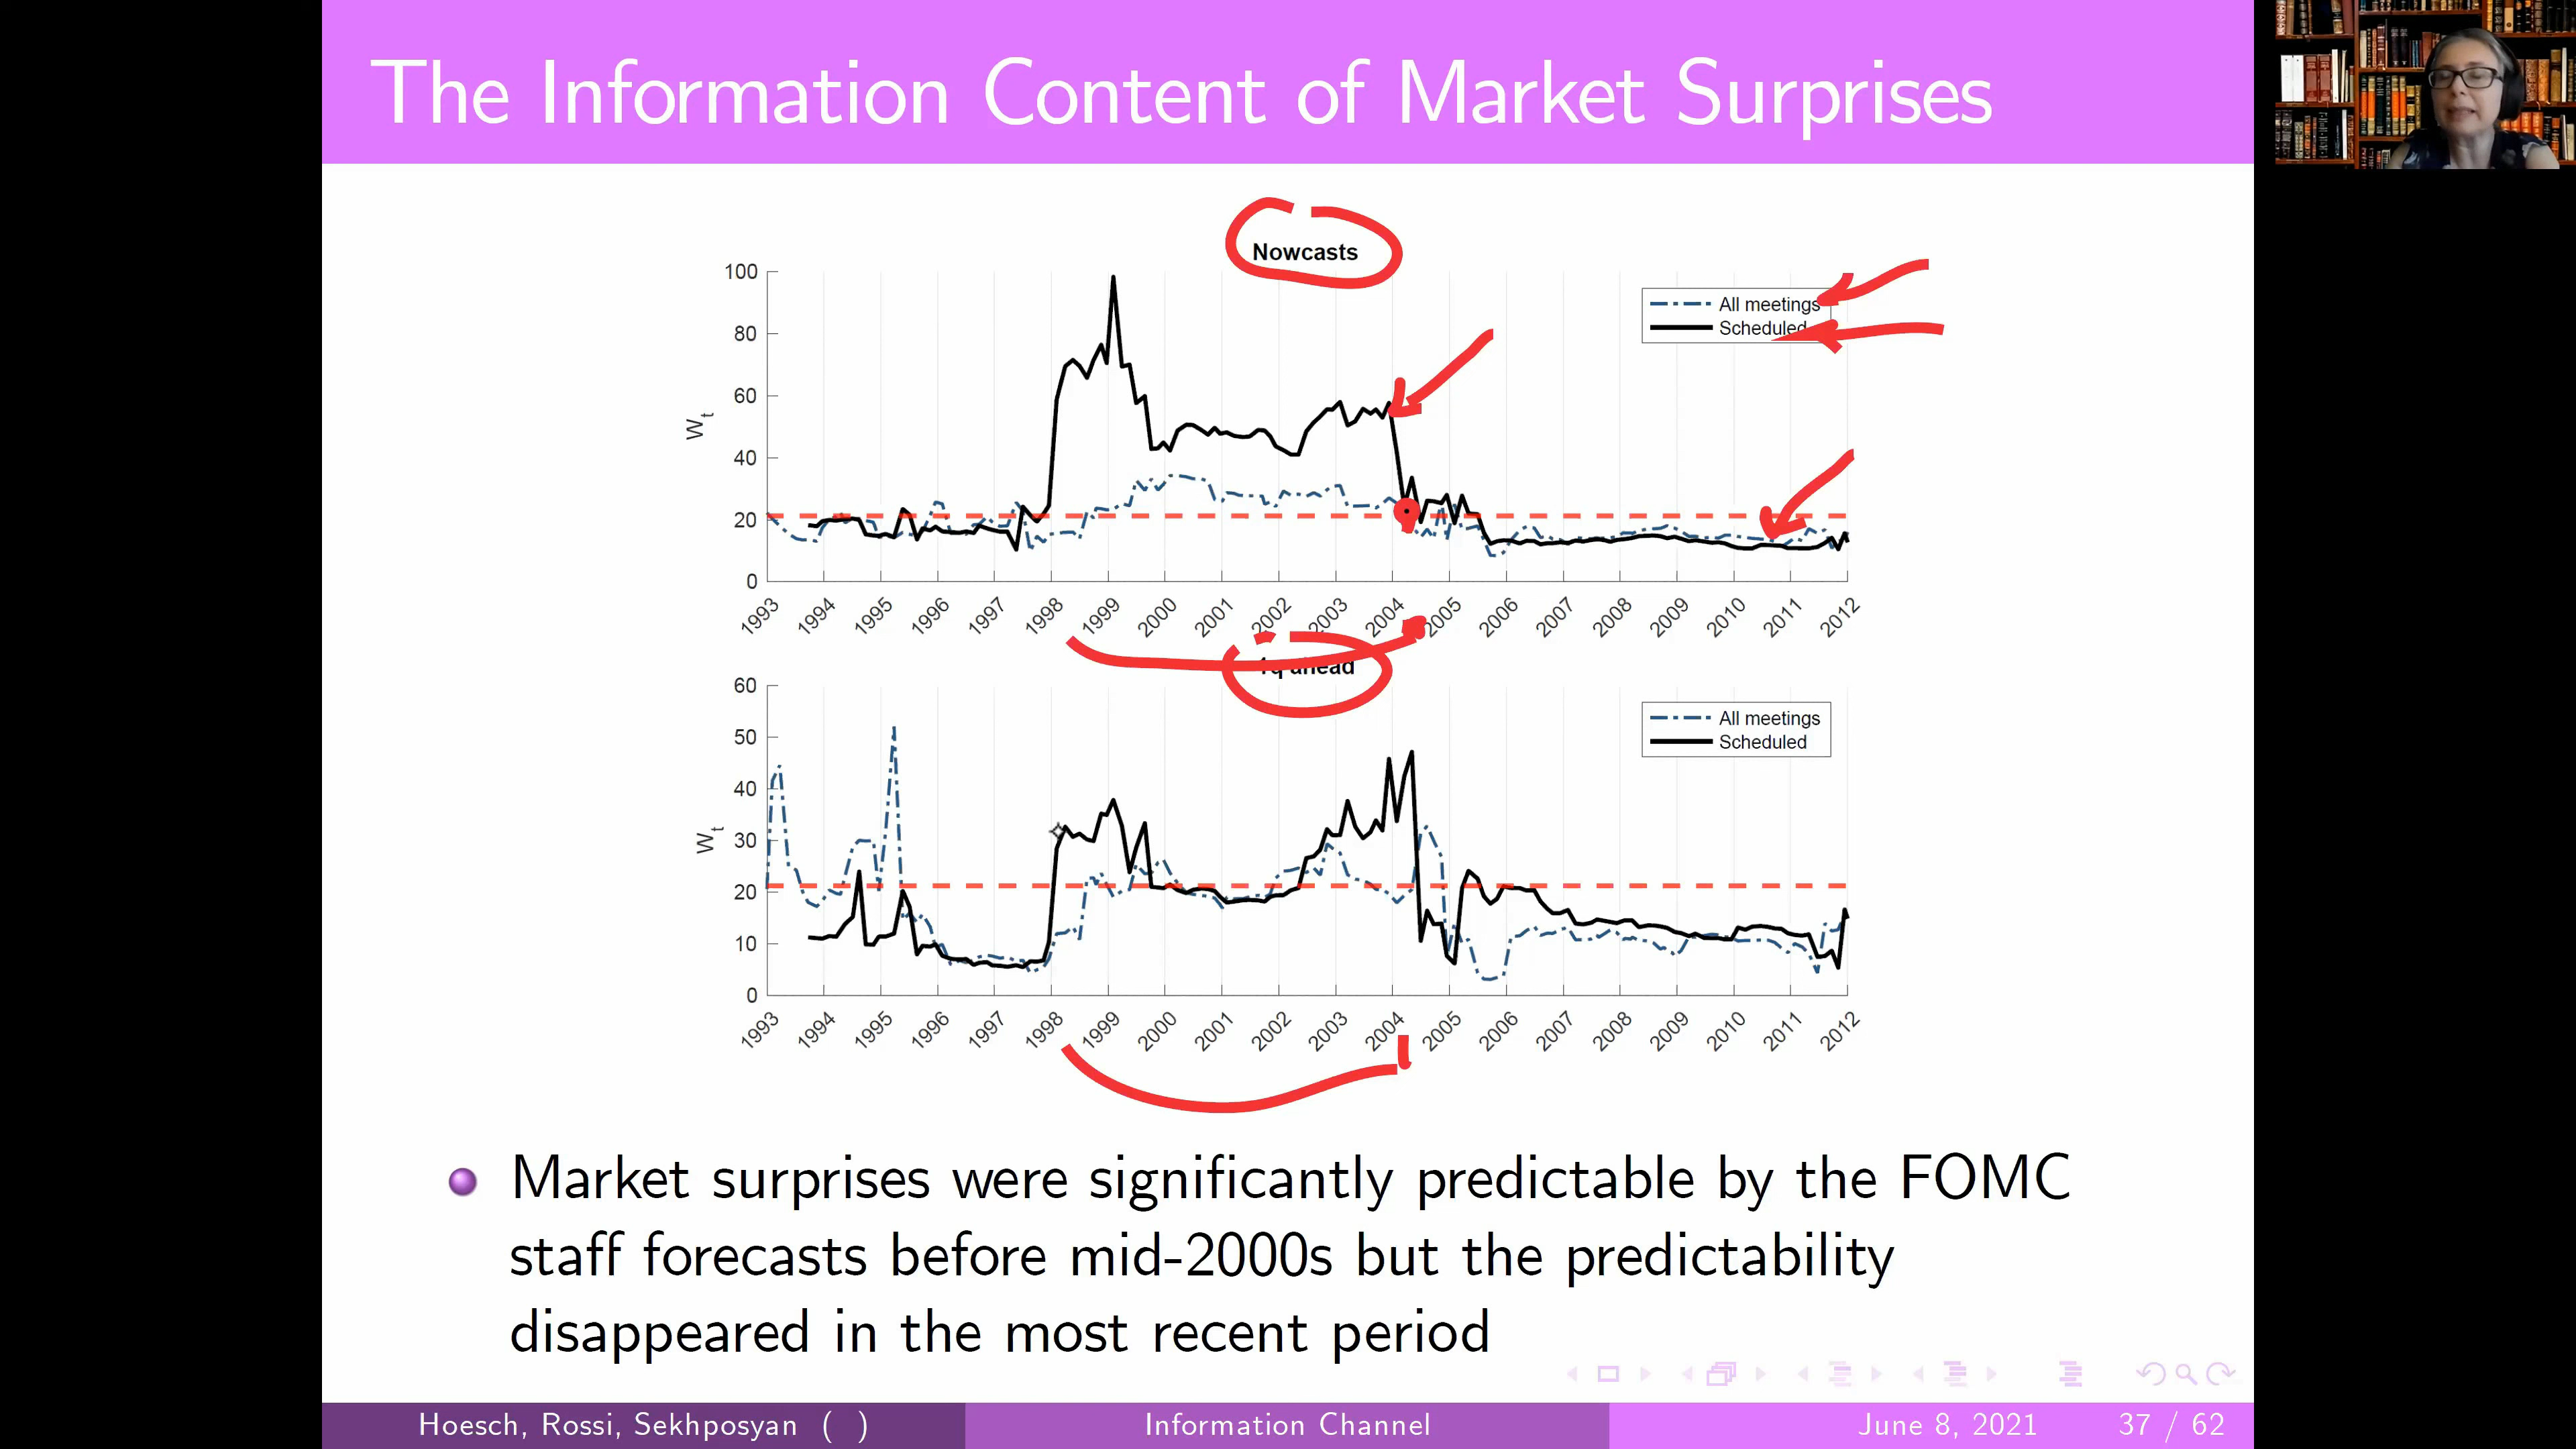 The Information Content of Market Surprises
Nowcasts
100
80
60
40
20
0
W t
All meetings
Scheduled
1993 1994 1995 1996 1997 1998 1999 2000 2001 2002 2003 2004 2005 2006 2007 2008 2009 2010 2011 2012
1q ahead
60
50
40
30
20
10
0
W t
All meetings
Scheduled
1993 1994 1995 1996 1997 1998 1999 2000 2001 2002 2003 2004 2005 2006 2007 2008 2009 2010 2011 2012
Market surprises were significantly predictable by the FOMC
staff forecasts before mid-2000s but the predictability
disappeared in the most recent period
Hoesch, Rossi, Sekhposyan ( ) Information Channel June 8, 2021 37 / 62